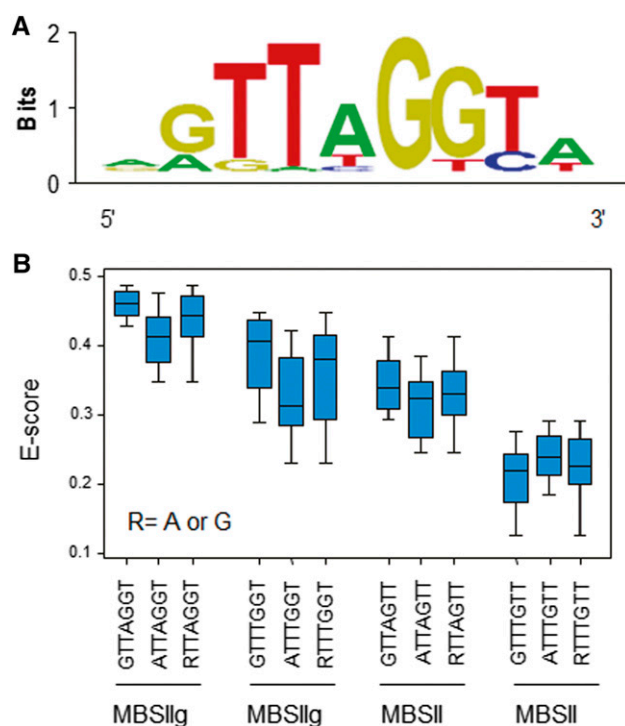 A
Bits
2
1
0
GTTAGGTA
5'
3'
B
E-score
0.5
0.4
0.3
0.2
0.1
R= A or G
GTTAGGT
ATTAGGT
RTTAGGT
GTTTGGT
ATTTGGT
RTTTGGT
GTTAGTT
ATTAGTT
RTTAGTT
GTTTGTT
ATTTGTT
RTTTGTT
MBSIIg
MBSIIg
MBSII
MBSII